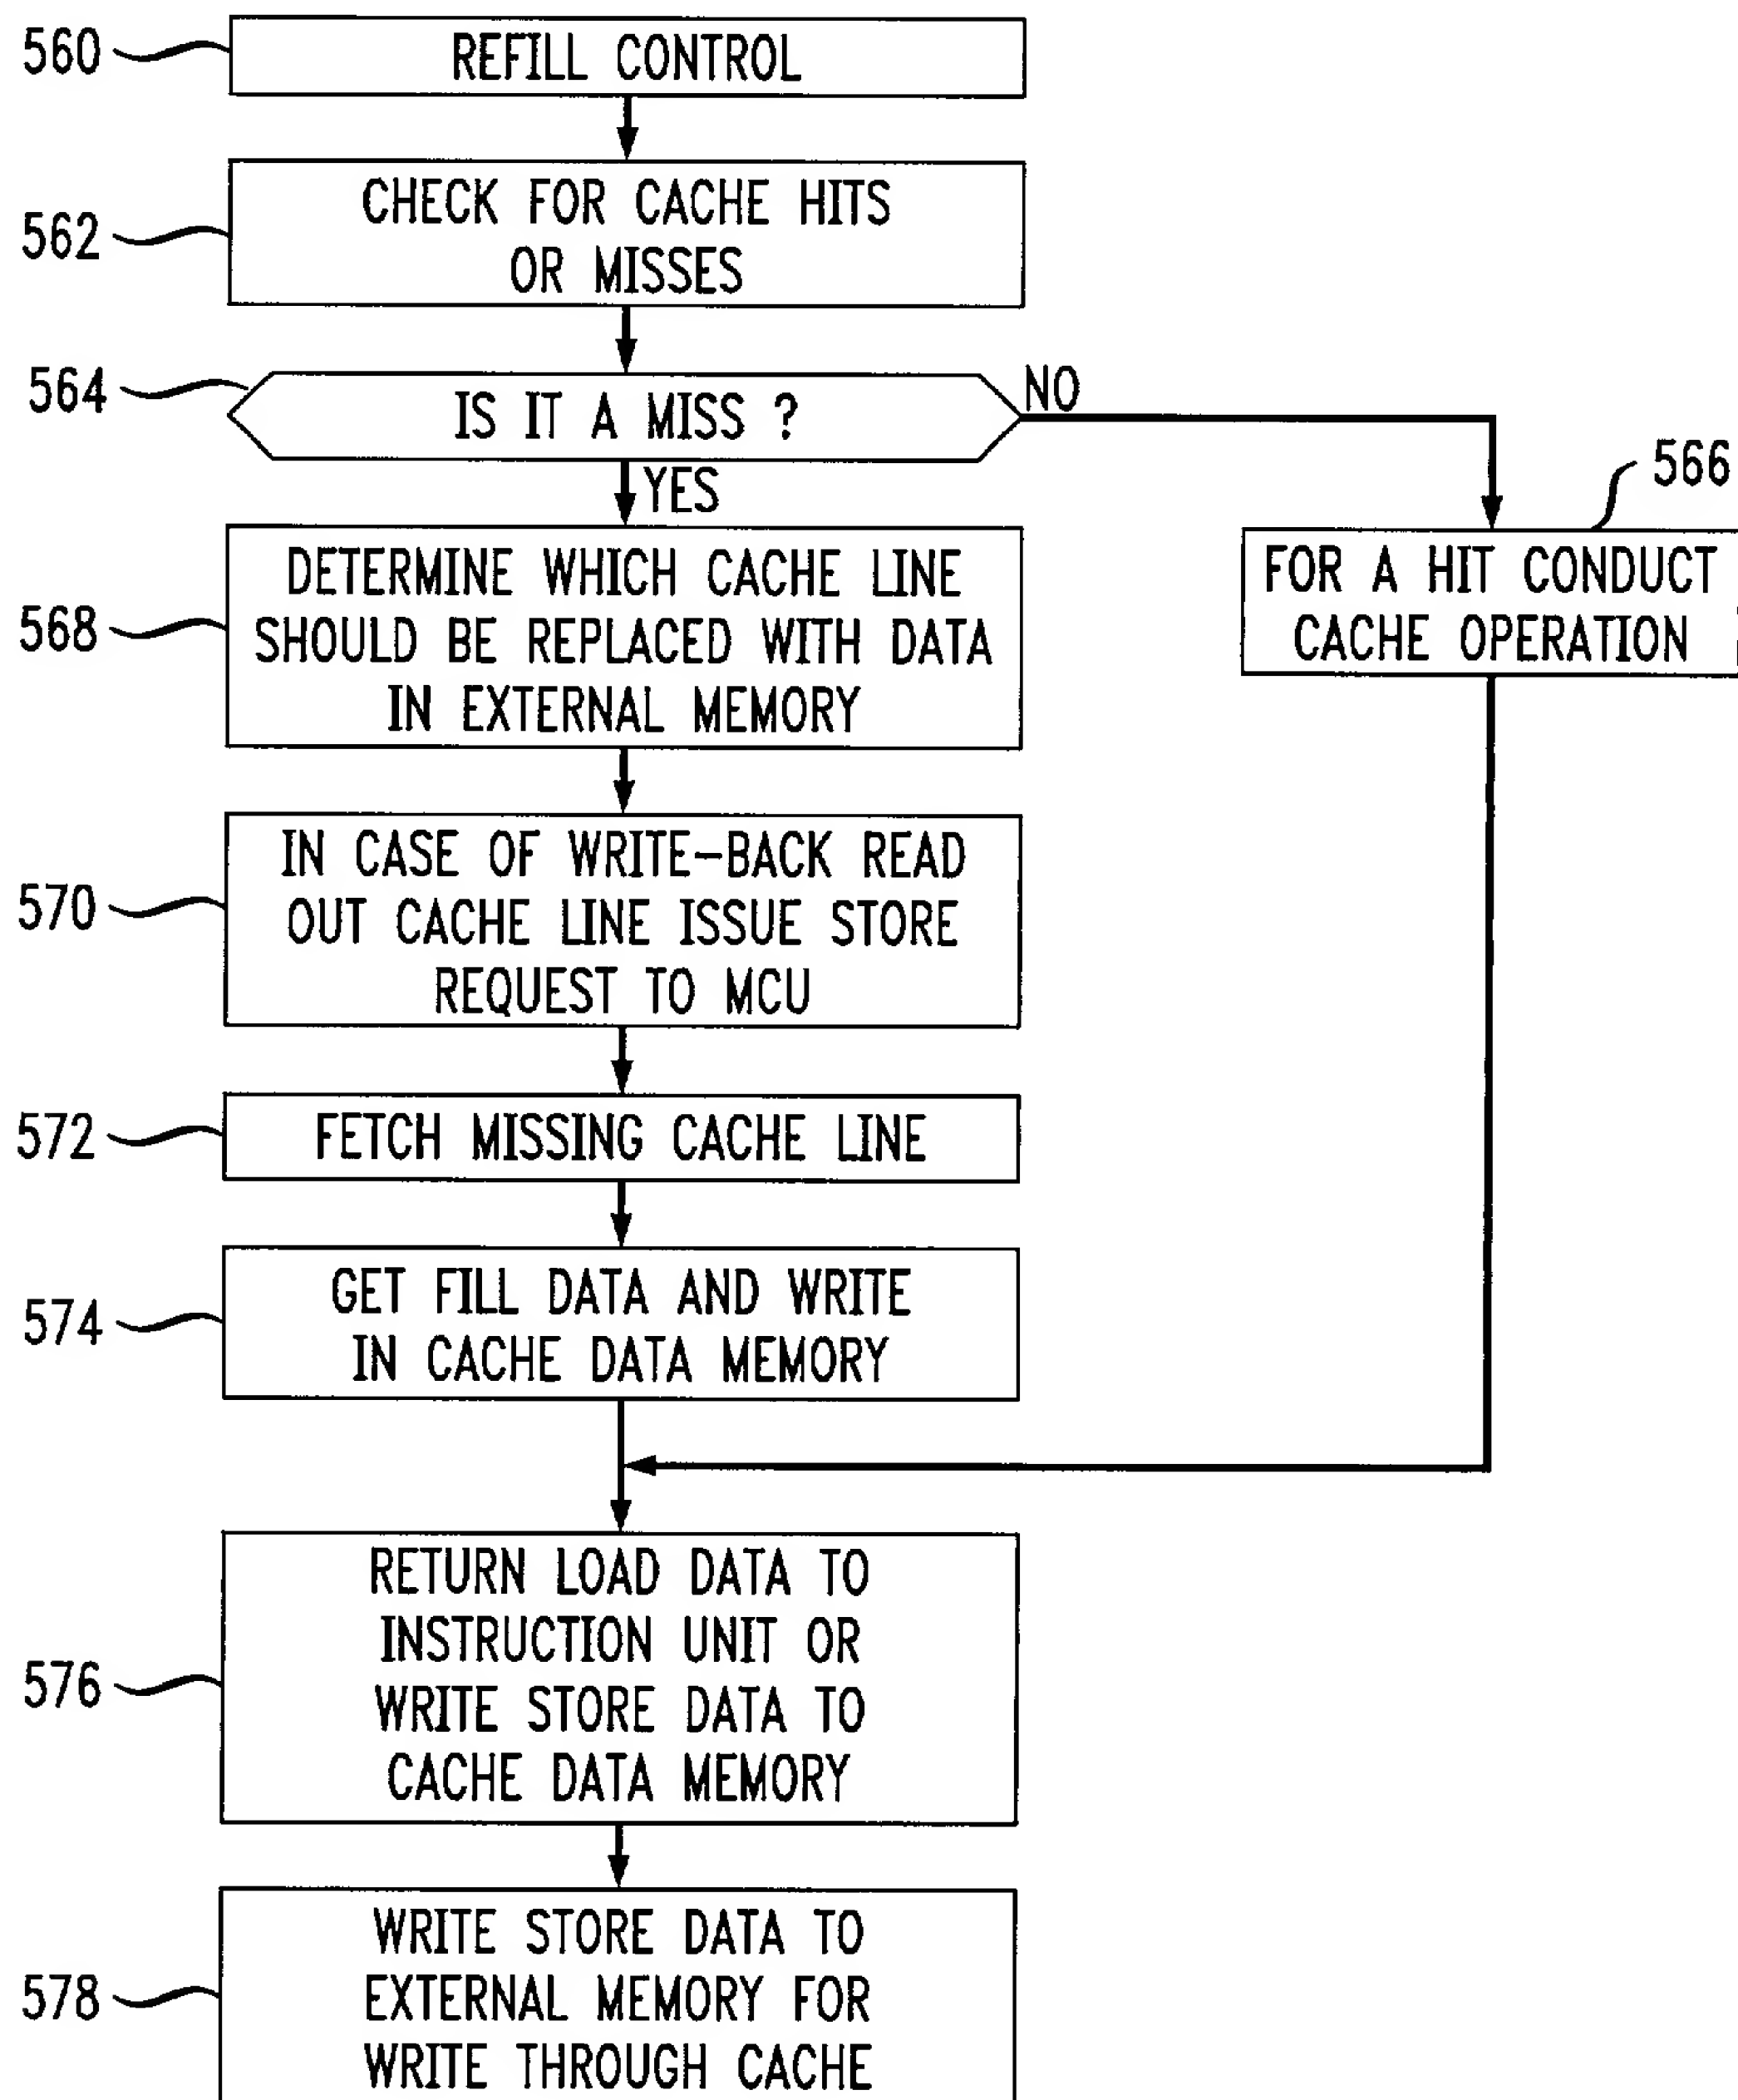 560
REFILL CONTROL
562
CHECK FOR CACHE HITS
OR MISSES
564
IS IT A MISS ?
NO
YES
566
FOR A HIT CONDUCT
CACHE OPERATION
568
DETERMINE WHICH CACHE LINE
SHOULD BE REPLACED WITH DATA
IN EXTERNAL MEMORY
570
IN CASE OF WRITE-BACK READ
OUT CACHE LINE ISSUE STORE
REQUEST TO MCU
572
FETCH MISSING CACHE LINE
574
GET FILL DATA AND WRITE
IN CACHE DATA MEMORY
576
RETURN LOAD DATA TO
INSTRUCTION UNIT OR
WRITE STORE DATA TO
CACHE DATA MEMORY
578
WRITE STORE DATA TO
EXTERNAL MEMORY FOR
WRITE THROUGH CACHE